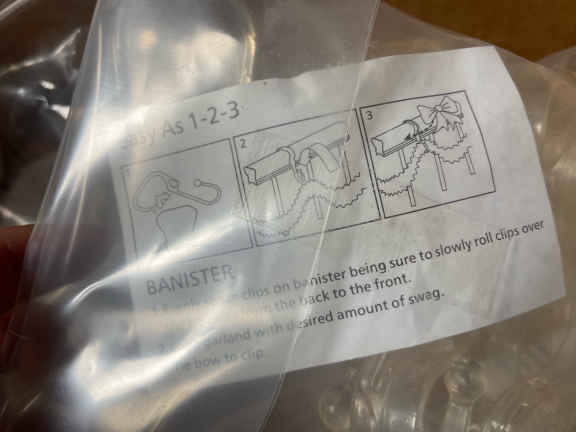 Easy As 1-2-3
2
3
BANISTER
clips on banister being sure to slowly roll clips over
the back to the front.
garland with desired amount of swag.
bow to clip